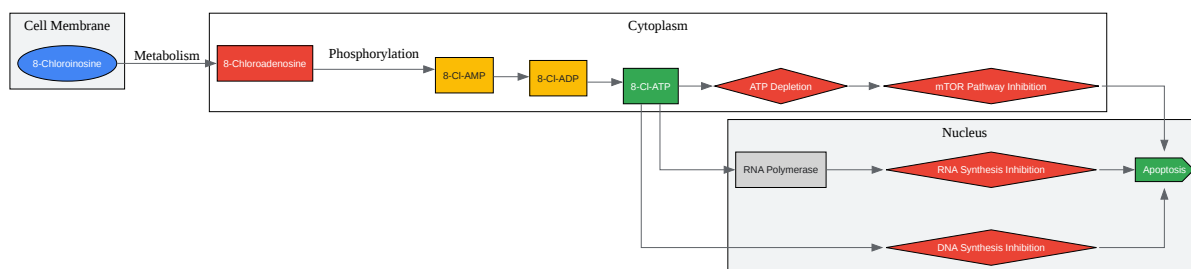 Cell Membrane
Cytoplasm
8-Chloroinosine
Metabolism
8-Chloroadenosine
Phosphorylation
8-Cl-AMP
8-Cl-ADP
8-Cl-ATP
ATP Depletion
mTOR Pathway Inhibition
Nucleus
RNA Polymerase
RNA Synthesis Inhibition
Apoptosis
DNA Synthesis Inhibition